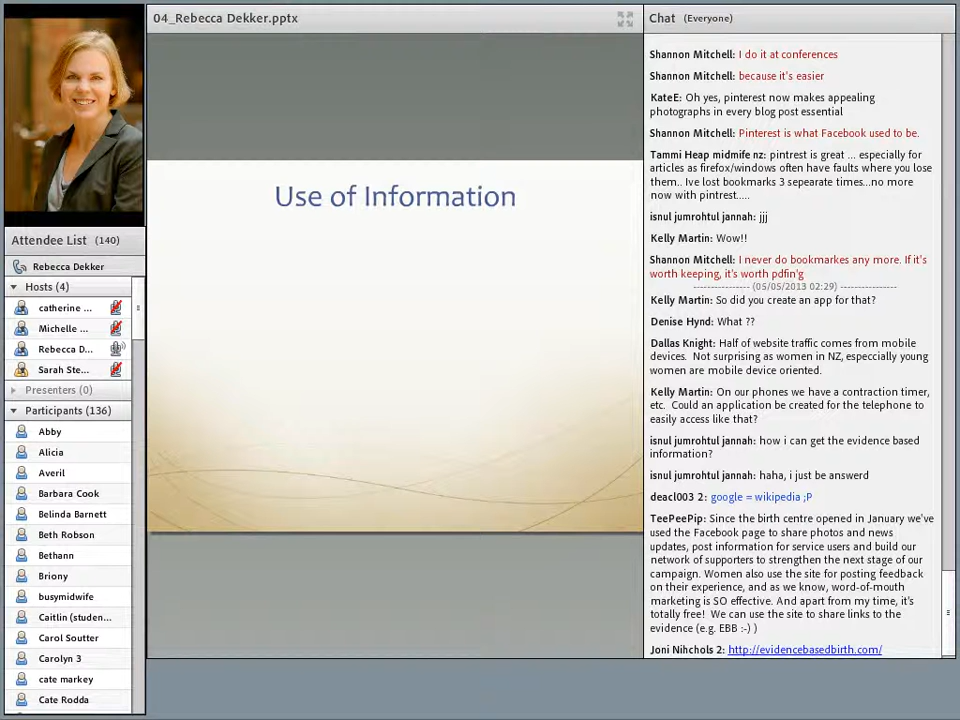 04_Rebecca Dekker.pptx
Use of Information
Attendee List (140)
Rebecca Dekker
Hosts (4)
catherine ...
Michelle ...
Rebecca D...
Sarah Ste...
Presenters (0)
Participants (136)
Abby
Alicia
Averil
Barbara Cook
Belinda Barnett
Beth Robson
Bethann
Briony
busymidwife
Caitlin (studen...
Carol Soutter
Carolyn 3
cate markey
Cate Rodda
Chat (Everyone)
Shannon Mitchell: I do it at conferences
Shannon Mitchell: because it's easier
KateE: Oh yes, pinterest now makes appealing
photographs in every blog post essential
Shannon Mitchell: Pinterest is what Facebook used to be.
Tammi Heap midmife nz: pintrest is great ... especially for
articles as firefox/windows often have faults where you lose
them.. Ive lost bookmarks 3 sepearate times...no more
now with pintrest.....
isnul jumrohtul jannah: jjj
Kelly Martin: Wow!!
Shannon Mitchell: I never do bookmarkes any more. If it's
worth keeping, it's worth pdfin'g
---------------- (05/05/2013 02:29) ----------------
Kelly Martin: So did you create an app for that?
Denise Hynd: What ??
Dallas Knight: Half of website traffic comes from mobile
devices. Not surprising as women in NZ, especcially young
women are mobile device oriented.
Kelly Martin: On our phones we have a contraction timer,
etc. Could an application be created for the telephone to
easily access like that?
isnul jumrohtul jannah: how i can get the evidence based
information?
isnul jumrohtul jannah: haha, i just be answerd
deacl003 2: google = wikipedia ;P
TeePeePip: Since the birth centre opened in January we've
used the Facebook page to share photos and news
updates, post information for service users and build our
network of supporters to strengthen the next stage of our
campaign. Women also use the site for posting feedback
on their experience, and as we know, word-of-mouth
marketing is SO effective. And apart from my time, it's
totally free! We can use the site to share links to the
evidence (e.g. EBB :-) )
Joni Nihchols 2: http://evidencebasedbirth.com/